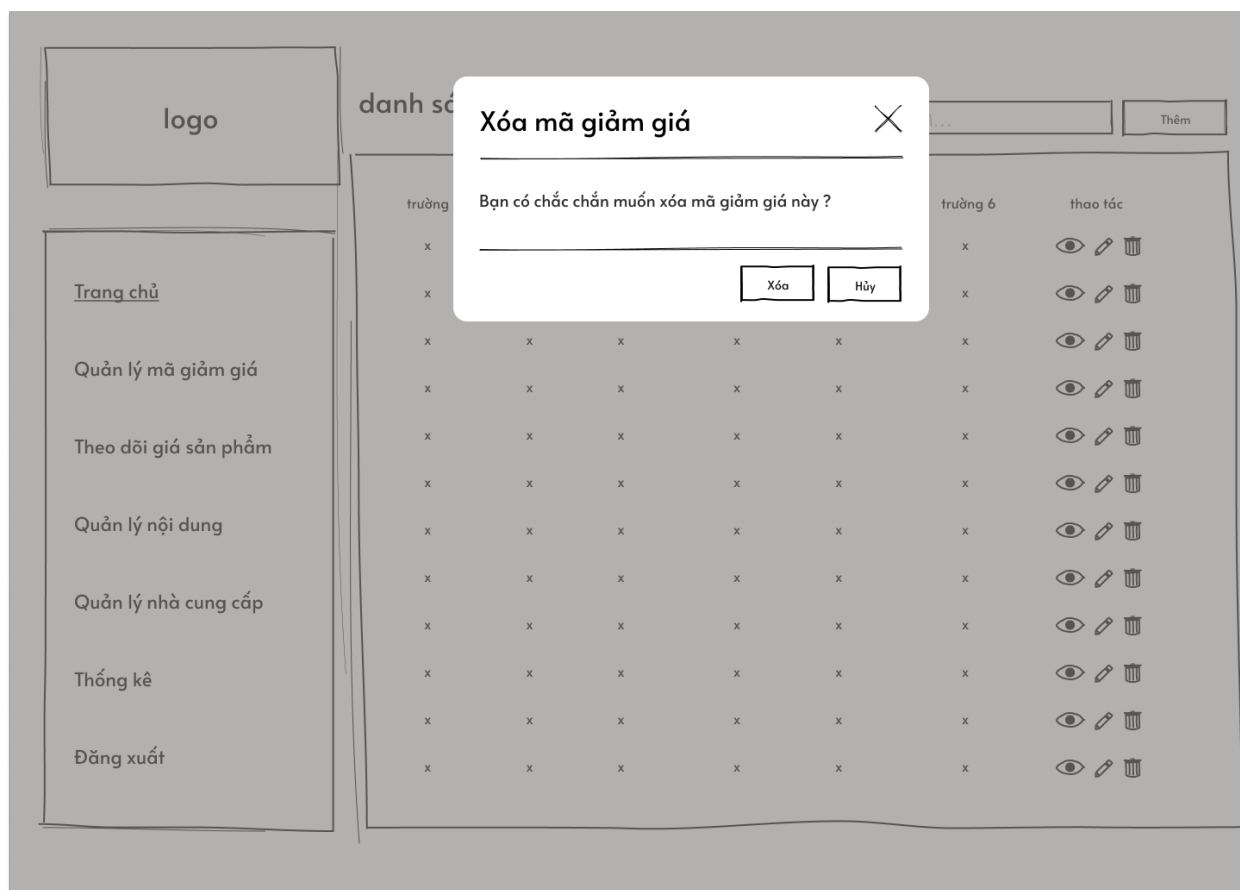 logo
danh sá
Xóa mã giảm giá
Thêm
trường
Bạn có chắc chắn muốn xóa mã giảm giá này ?
trường 6
thao tác
x x
Xóa
Hủy
x x
x x x x x x
x x x x x x
x x x x x x
x x x x x x
x x x x x x
x x x x x x
x x x x x x
x x x x x x
x x x x x x
x x x x x x
Trang chủ
Quản lý mã giảm giá
Theo dõi giá sản phẩm
Quản lý nội dung
Quản lý nhà cung cấp
Thống kê
Đăng xuất